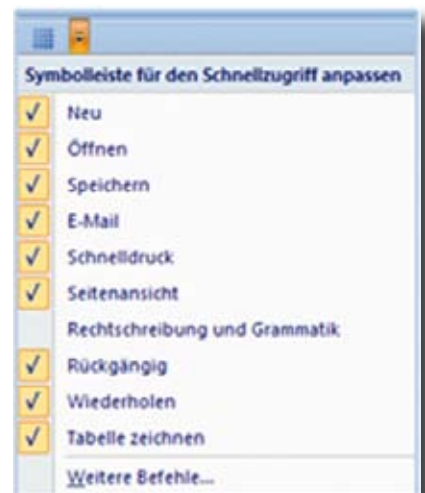 Symbolleiste für den Schnellzugriff anpassen
Neu
Öffnen
Speichern
E-Mail
Schnelldruck
Seitenansicht
Rechtschreibung und Grammatik
Rückgängig
Wiederholen
Tabelle zeichnen
Weitere Befehle...